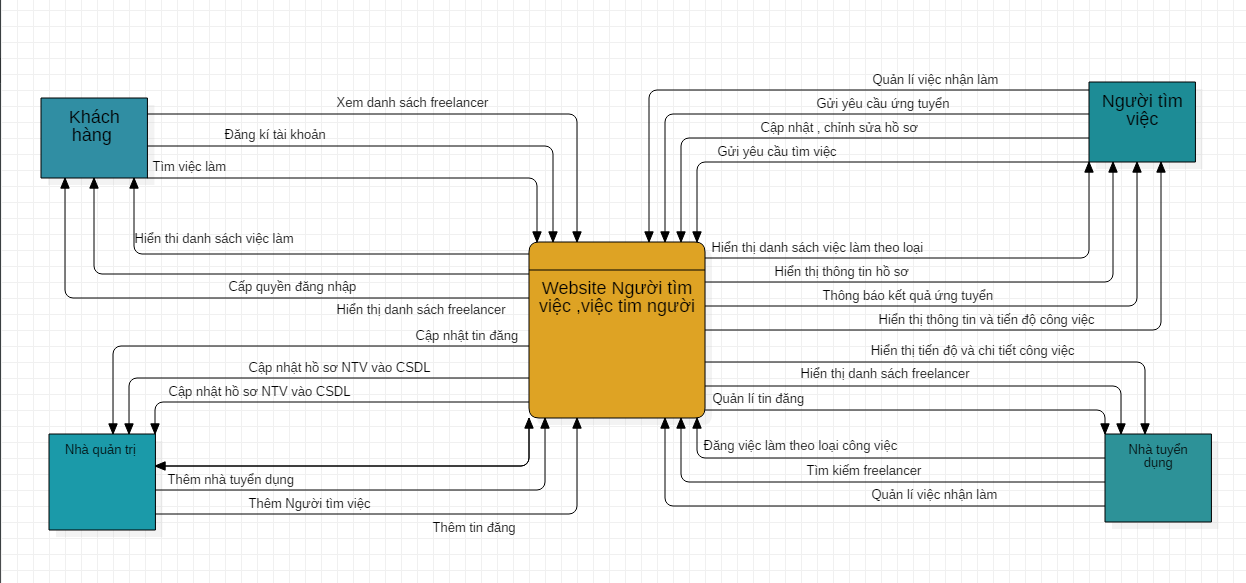 Quản lí việc nhận làm
Xem danh sách freelancer
Gửi yêu cầu ứng tuyển
Khách
hàng
Người tìm
việc
Đăng kí tài khoản
Cập nhật , chỉnh sửa hồ sơ
Tìm việc làm
Gửi yêu cầu tìm việc
Hiển thi danh sách việc làm
Hiển thị danh sách việc làm theo loại
Hiển thị thông tin hồ sơ
Cấp quyền đăng nhập
Website Người tìm
việc ,việc tim người
Thông báo kết quả ứng tuyển
Hiển thị danh sách freelancer
Hiển thị thông tin và tiến độ công việc
Cập nhật tin đăng
Hiển thị tiến độ và chi tiết công việc
Cập nhật hồ sơ NTV vào CSDL
Hiển thị danh sách freelancer
Cập nhật hồ sơ NTV vào CSDL
Quản lí tin đăng
Nhà quản trị
Đăng việc làm theo loại công việc
Nhà tuyển
dụng
Thêm nhà tuyển dụng
Tìm kiếm freelancer
Thêm Người tìm việc
Quản lí việc nhận làm
Thêm tin đăng